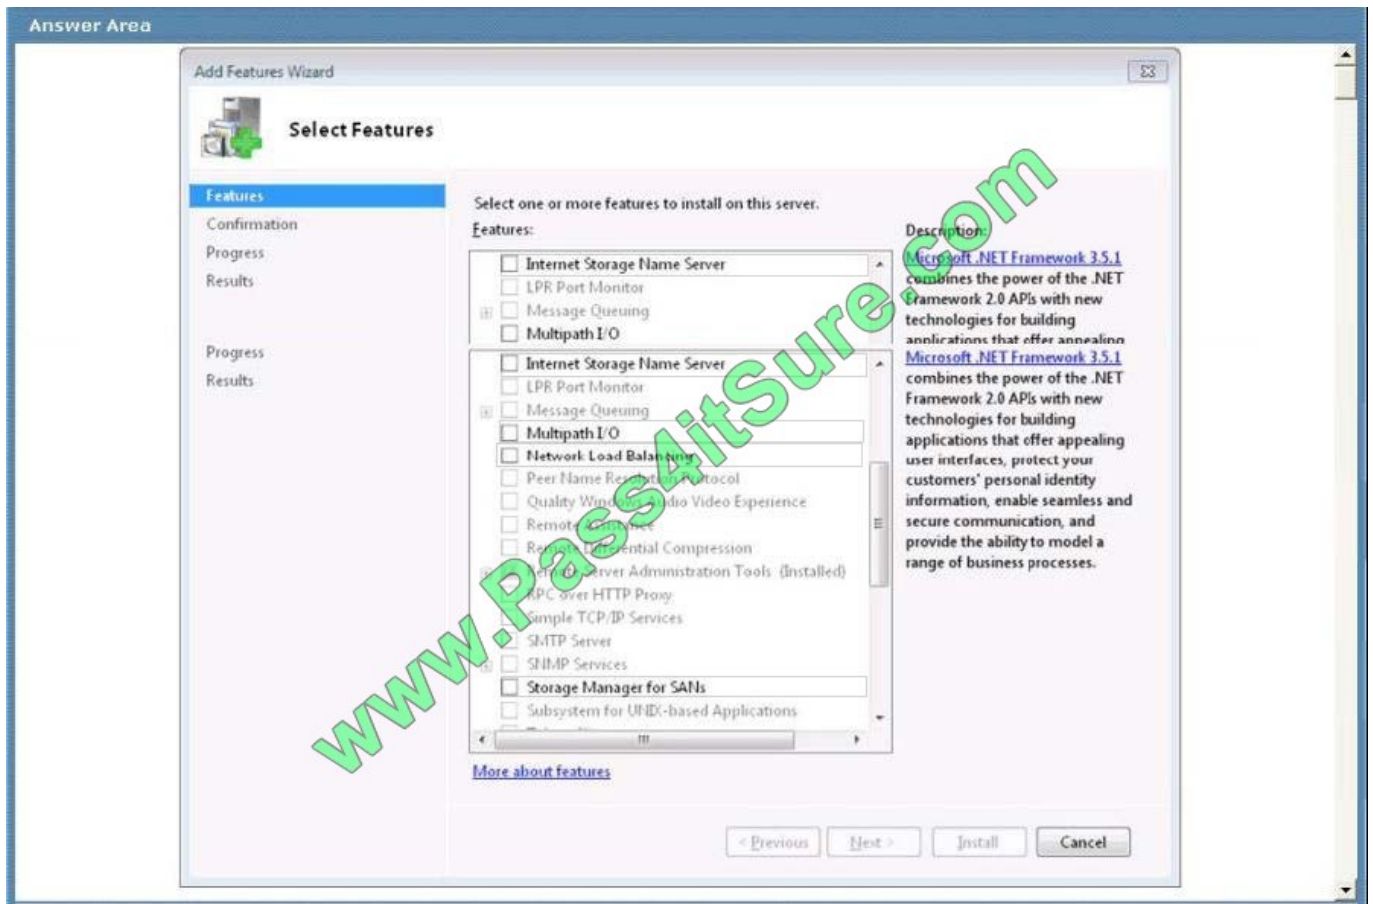 Answer Area
Add Features Wizard
Select Features
Features
Confirmation
Progress
Results
Progress
Results
Select one or more features to install on this server.
Features:
Internet Storage Name Server
LPR Port Monitor
Message Queuing
Multipath I/O
Internet Storage Name Server
LPR Port Monitor
Message Queuing
Multipath I/O
Network Load Balancing
Peer Name Resolution Protocol
Quality Windows Audio Video Experience
Remote Assistance
Remote Differential Compression
Remote Server Administration Tools (Installed)
RPC over HTTP Proxy
Simple TCP/IP Services
SMTP Server
SNMP Services
Storage Manager for SANs
Subsystem for UNIX-based Applications
More about features
Description:
Microsoft .NET Framework 3.5.1
combines the power of the .NET
Framework 2.0 APIs with new
technologies for building
applications that offer appealing
Microsoft .NET Framework 3.5.1
combines the power of the .NET
Framework 2.0 APIs with new
technologies for building
applications that offer appealing
user interfaces, protect your
customers' personal identity
information, enable seamless and
secure communication, and
provide the ability to model a
range of business processes.
< Previous
Next >
Install
Cancel
www.Pass4itSure.com